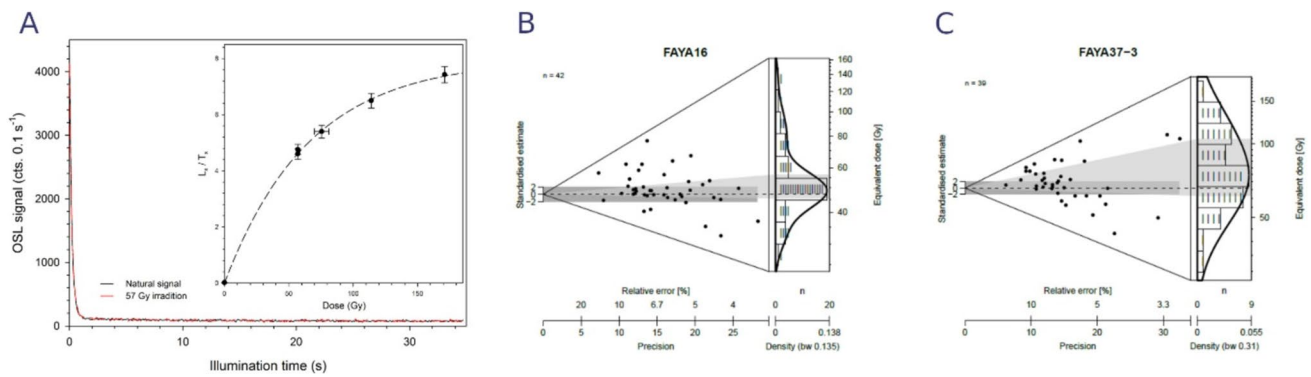 A
OSL signal (cts. 0.1 s⁻¹)
4000
3000
2000
1000
0
0
10
20
30
Illumination time (s)
Natural signal
57 Gy irradition
Lx / Tx
8
6
4
2
0
0
50
100
150
Dose (Gy)
B
FAYA16
n = 42
Standardised estimate
2
0
−2
160
140
120
100
80
60
40
Equivalent dose [Gy]
Relative error [%]
20
10
6.7
5
4
0
5
10
15
20
25
Precision
n
0
20
0
0.138
Density (bw 0.135)
C
FAYA37−3
n = 39
Standardised estimate
2
0
−2
150
100
50
Equivalent dose [Gy]
Relative error [%]
10
5
3.3
0
10
20
30
Precision
n
0
9
0
0.055
Density (bw 0.31)